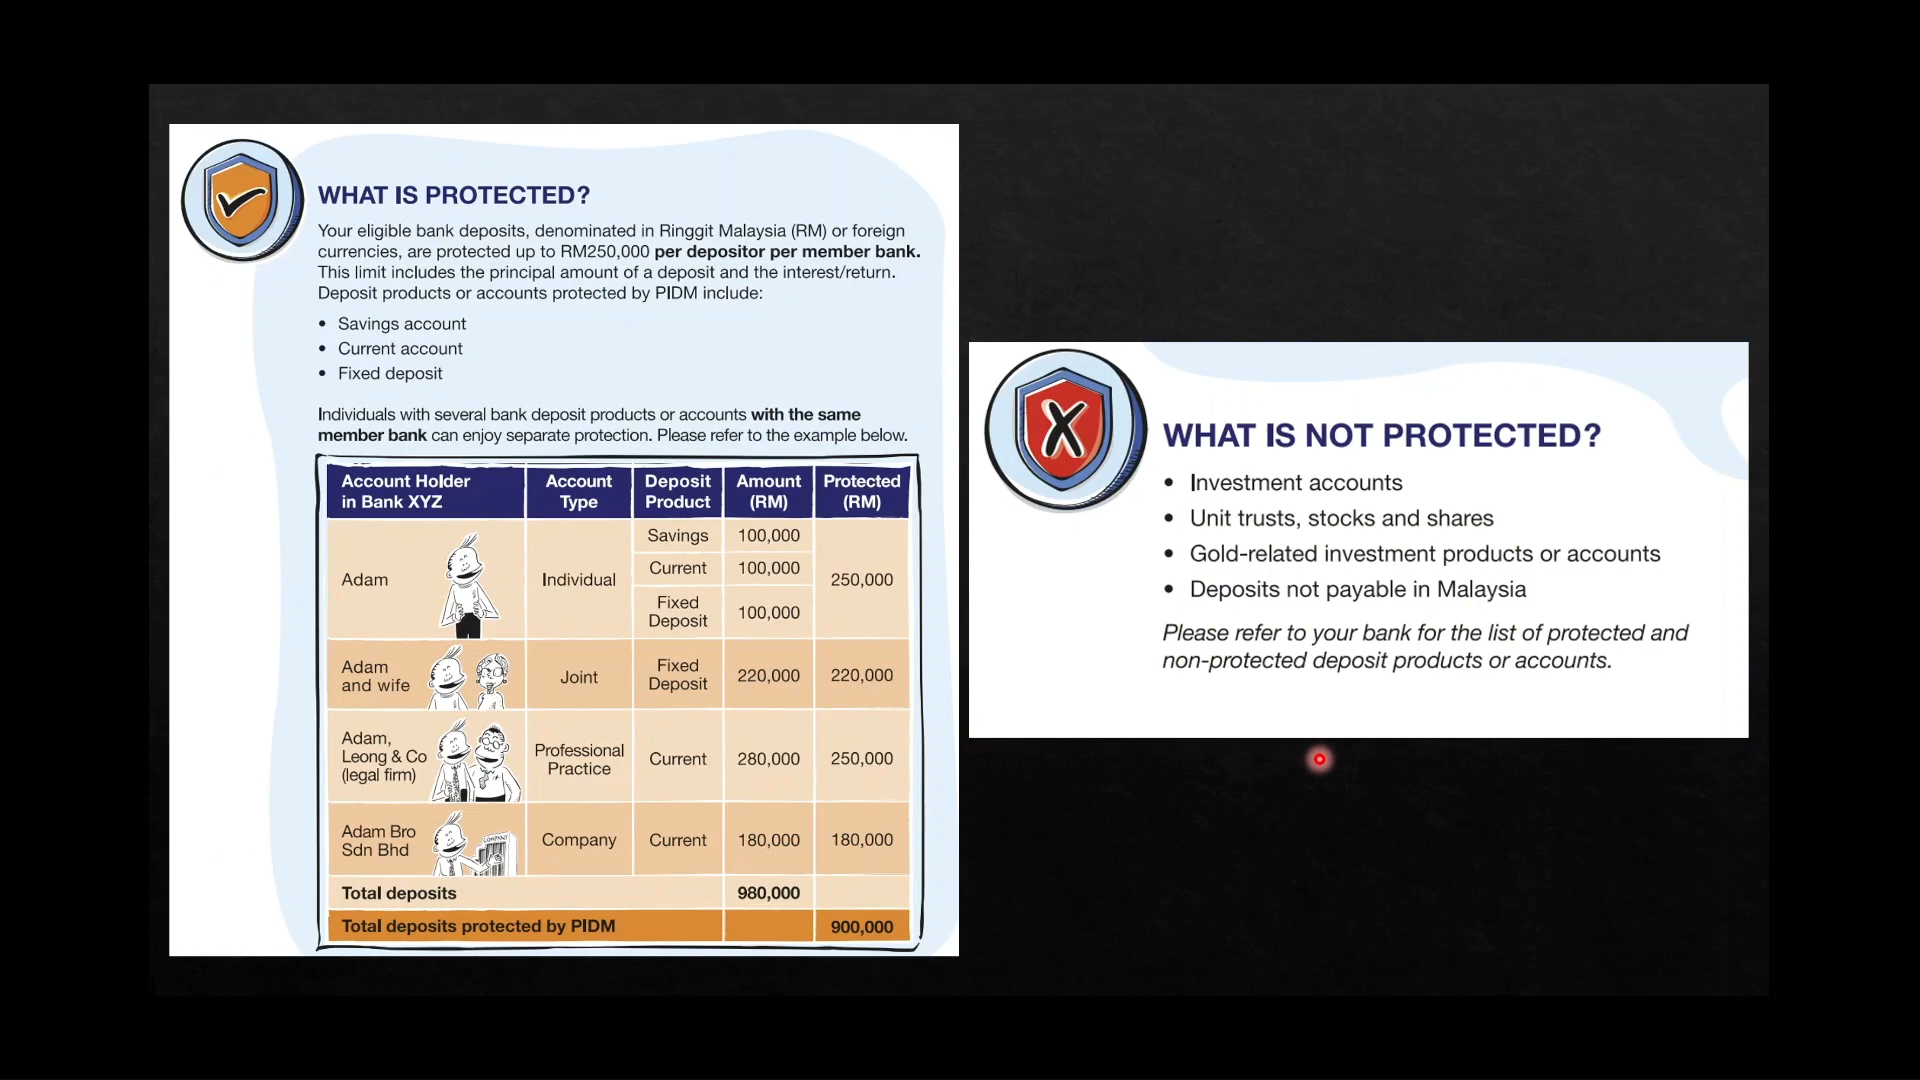 WHAT IS PROTECTED?
Your eligible bank deposits, denominated in Ringgit Malaysia (RM) or foreign
currencies, are protected up to RM250,000 per depositor per member bank.
This limit includes the principal amount of a deposit and the interest/return.
Deposit products or accounts protected by PIDM include:
• Savings account
• Current account
• Fixed deposit
Individuals with several bank deposit products or accounts with the same
member bank can enjoy separate protection. Please refer to the example below.
Account Holder in Bank XYZ | Account Type | Deposit Product | Amount (RM) | Protected (RM)
Adam | Individual | Savings | 100,000 | 250,000
Current | 100,000
Fixed Deposit | 100,000
Adam and wife | Joint | Fixed Deposit | 220,000 | 220,000
Adam, Leong & Co (legal firm) | Professional Practice | Current | 280,000 | 250,000
Adam Bro Sdn Bhd | COMPANY | Company | Current | 180,000 | 180,000
Total deposits | 980,000
Total deposits protected by PIDM | 900,000
WHAT IS NOT PROTECTED?
• Investment accounts
• Unit trusts, stocks and shares
• Gold-related investment products or accounts
• Deposits not payable in Malaysia
Please refer to your bank for the list of protected and
non-protected deposit products or accounts.